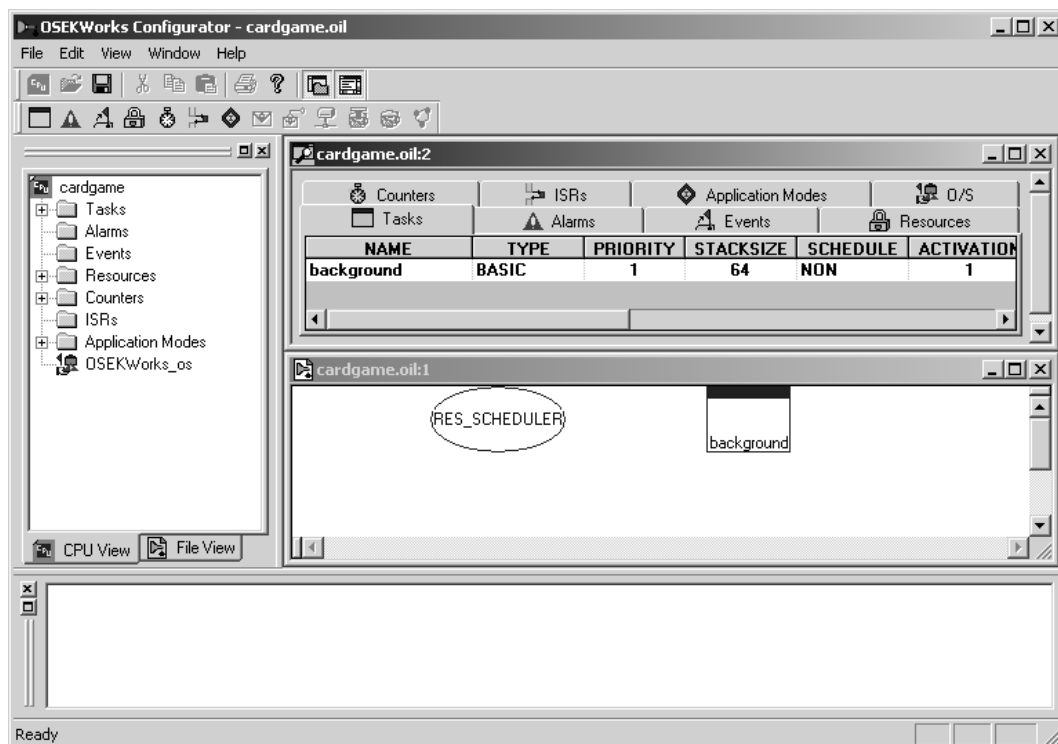 OSEKWorks Configurator - cardgame.oil
File Edit View Window Help
cardgame
Tasks
Alarms
Events
Resources
Counters
ISRs
Application Modes
OSEKWorks_os
CPU View File View
cardgame.oil:2
Counters ISRs Application Modes O/S
Tasks Alarms Events Resources
NAME TYPE PRIORITY STACKSIZE SCHEDULE ACTIVATION
background BASIC 1 64 NON 1
cardgame.oil:1
RES_SCHEDULER
background
Ready